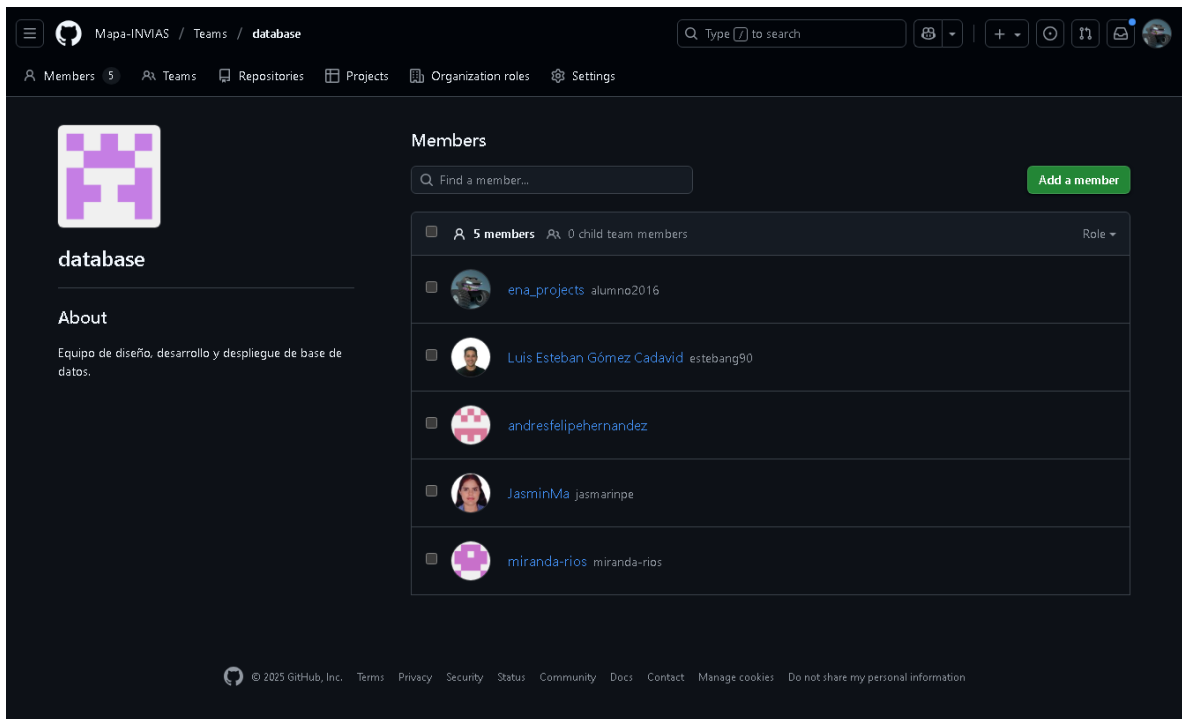 Mapa-INVIAS / Teams / database
Type / to search
Members 5 Teams Repositories Projects Organization roles Settings
Members
Find a member...
Add a member
5 members 0 child team members
Role
database
ena_projects alumno2016
About
Equipo de diseño, desarrollo y despliegue de base de
datos.
Luis Esteban Gómez Cadavid estebang90
andresfelipehernandez
JasminMa jasmarinpe
miranda-rios miranda-rios
© 2025 GitHub, Inc. Terms Privacy Security Status Community Docs Contact Manage cookies Do not share my personal information